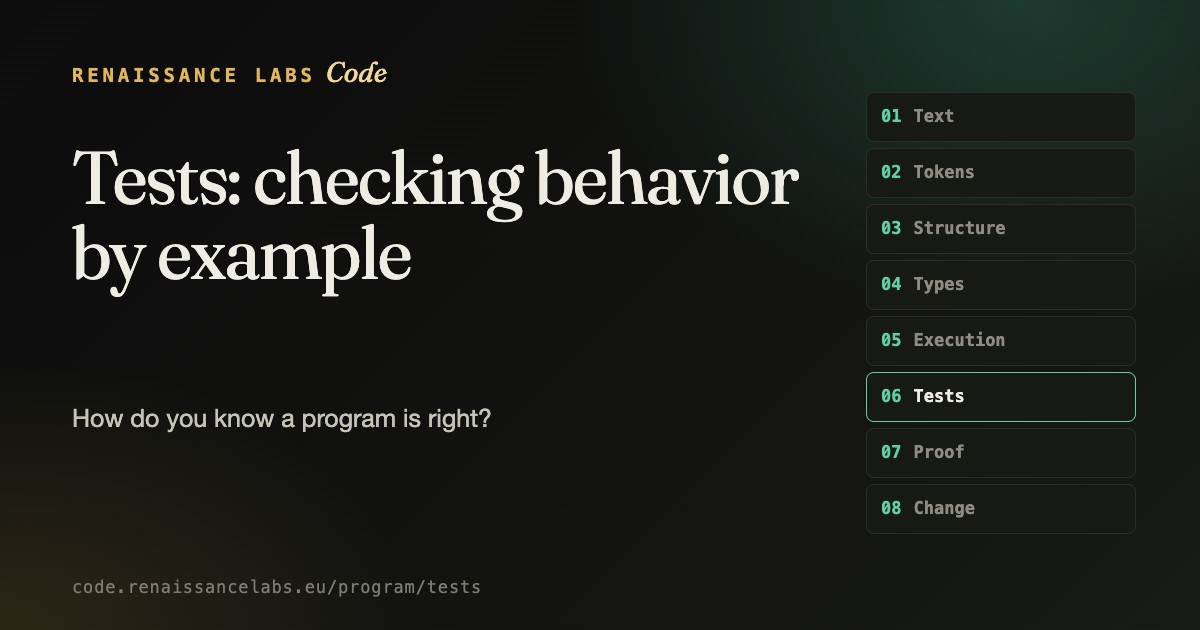 RENAISSANCE LABS Code
Tests: checking behavior
by example
How do you know a program is right?
code.renaissancelabs.eu/program/tests
01 Text
02 Tokens
03 Structure
04 Types
05 Execution
06 Tests
07 Proof
08 Change